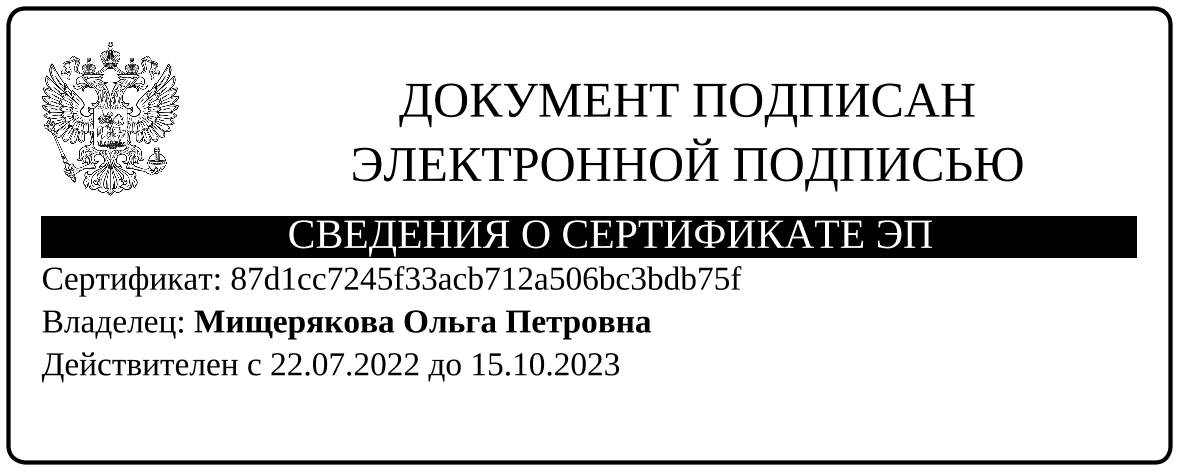 ДОКУМЕНТ ПОДПИСАН
ЭЛЕКТРОННОЙ ПОДПИСЬЮ
СВЕДЕНИЯ О СЕРТИФИКАТЕ ЭП
Сертификат: 87d1cc7245f33acb712a506bc3bdb75f
Владелец: Мищерякова Ольга Петровна
Действителен с 22.07.2022 до 15.10.2023